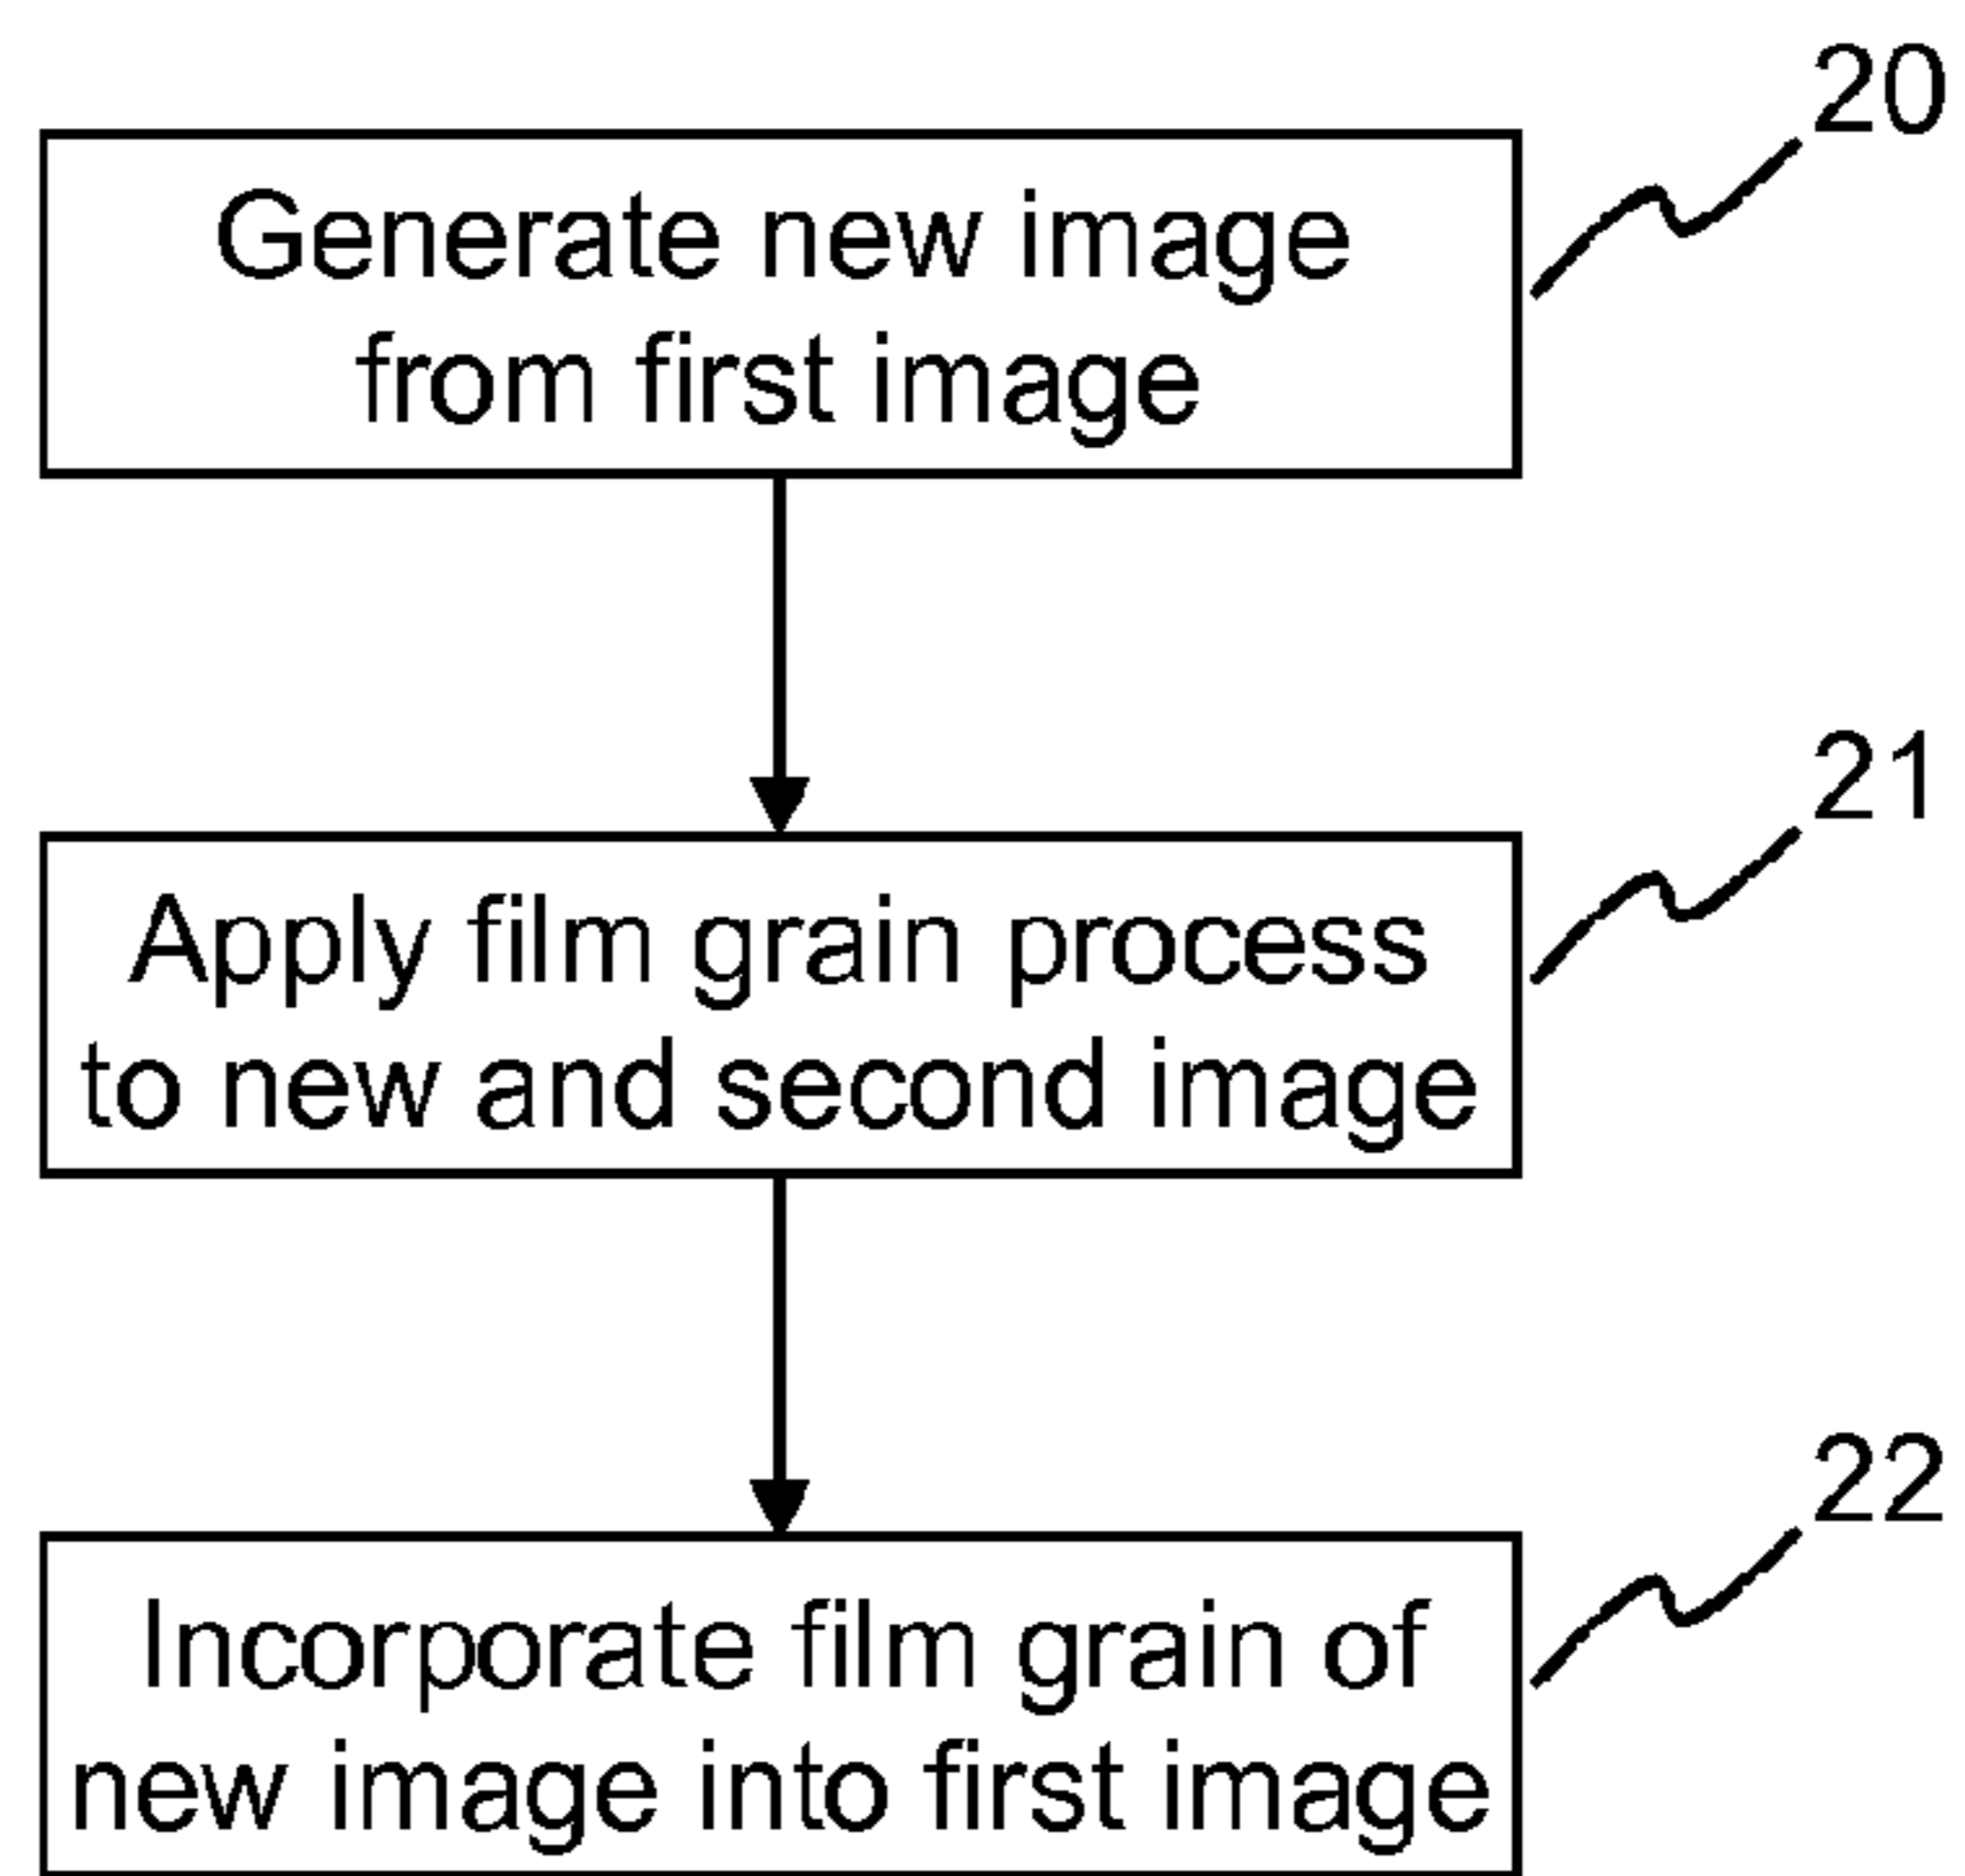 20
Generate new image
from first image
21
Apply film grain process
to new and second image
22
Incorporate film grain of
new image into first image